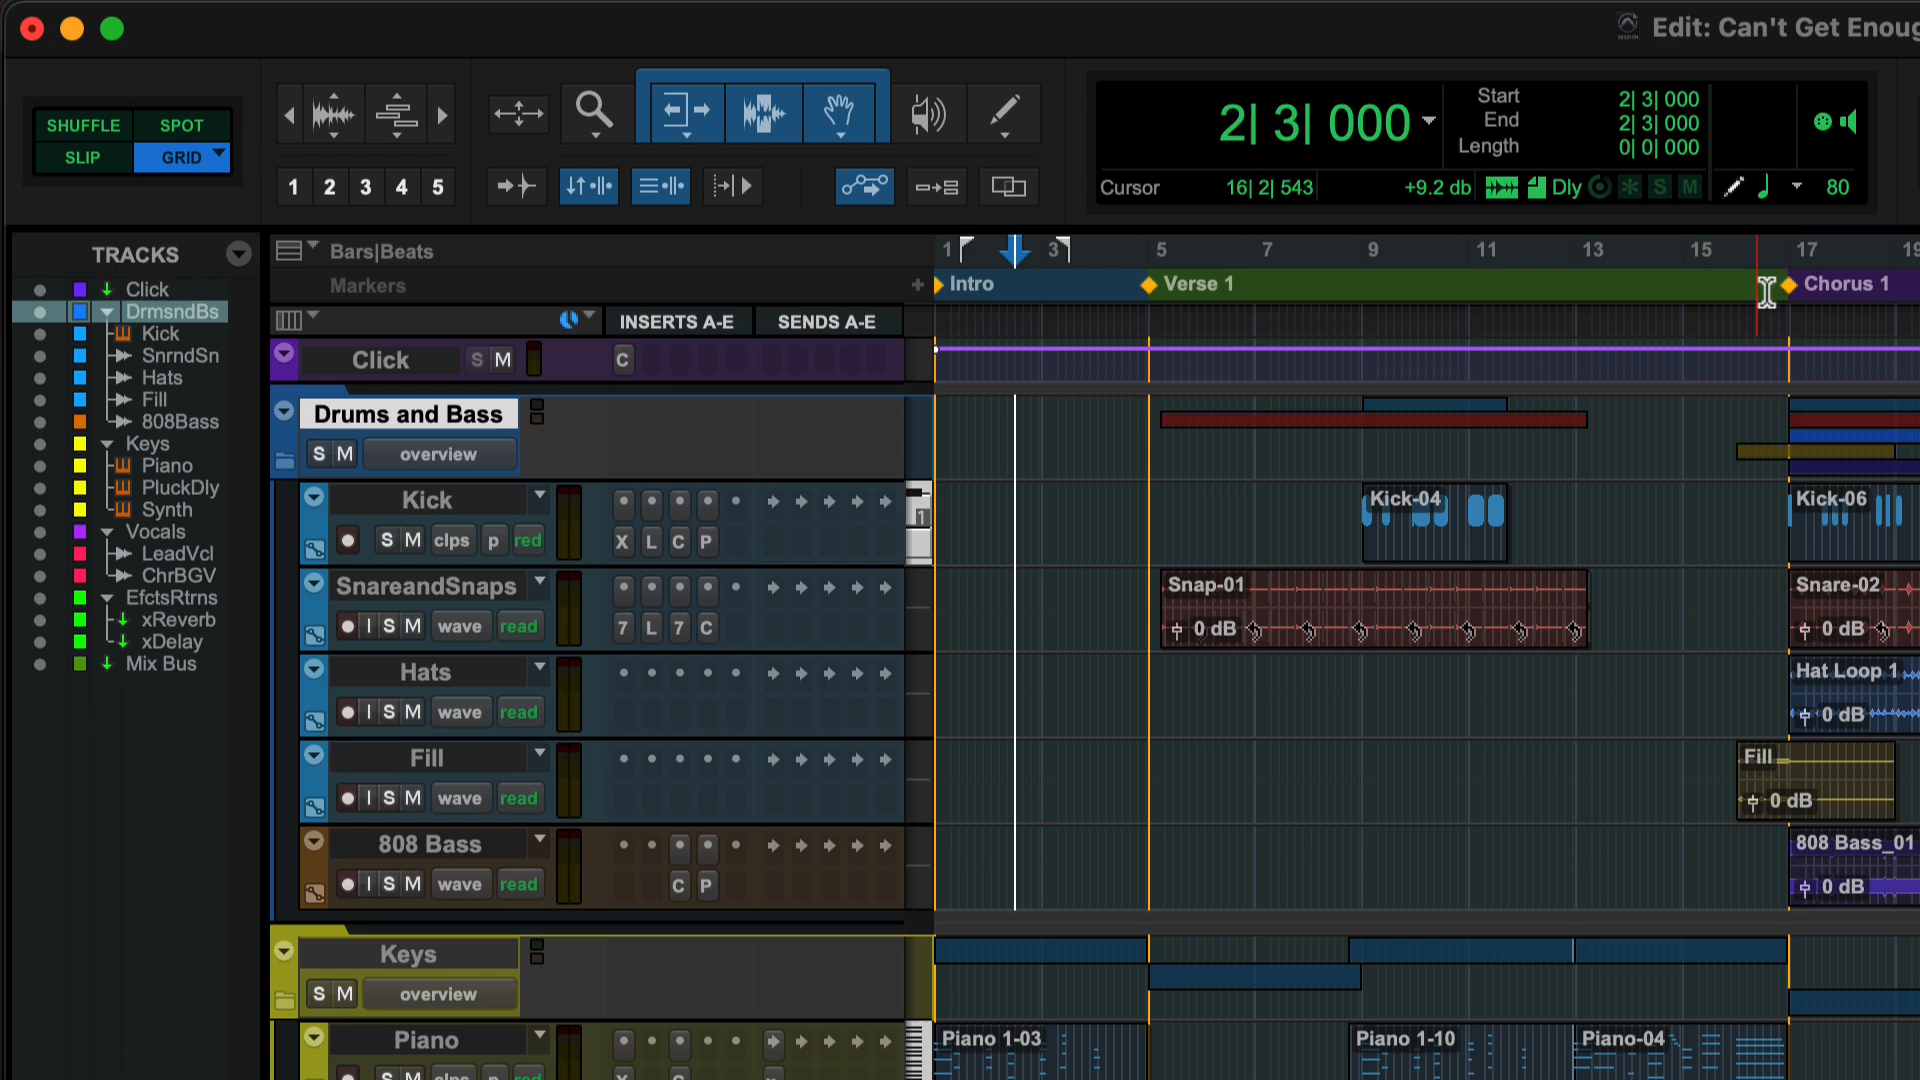 Edit: Can't Get Enoug
SHUFFLE SPOT
SLIP GRID
1 2 3 4 5
2| 3| 000
Start 2| 3| 000
End 2| 3| 000
Length 0| 0| 000
Cursor 16| 2| 543 +9.2 db Dly S M 80
TRACKS
Click
DrmsndBs
Kick
SnrndSn
Hats
Fill
808Bass
Keys
Piano
PluckDly
Synth
Vocals
LeadVcl
ChrBGV
EfctsRtrns
xReverb
xDelay
Mix Bus
Bars|Beats 1 3 5 7 9 11 13 15 17 19
Markers Intro Verse 1 Chorus 1
INSERTS A-E SENDS A-E
Click S M C
Drums and Bass
S M overview
Kick
S M clps p red X L C P
1
Kick-04 Kick-06
SnareandSnaps
I S M wave read 7 L 7 C
Snap-01 Snare-02
0 dB 0 dB
Hats
I S M wave read
Hat Loop 1
0 dB
Fill
I S M wave read
Fill
0 dB
808 Bass
I S M wave read C P
808 Bass_01
0 dB
Keys
S M overview
Piano
S M clps p red
Piano 1-03 Piano 1-10 Piano-04